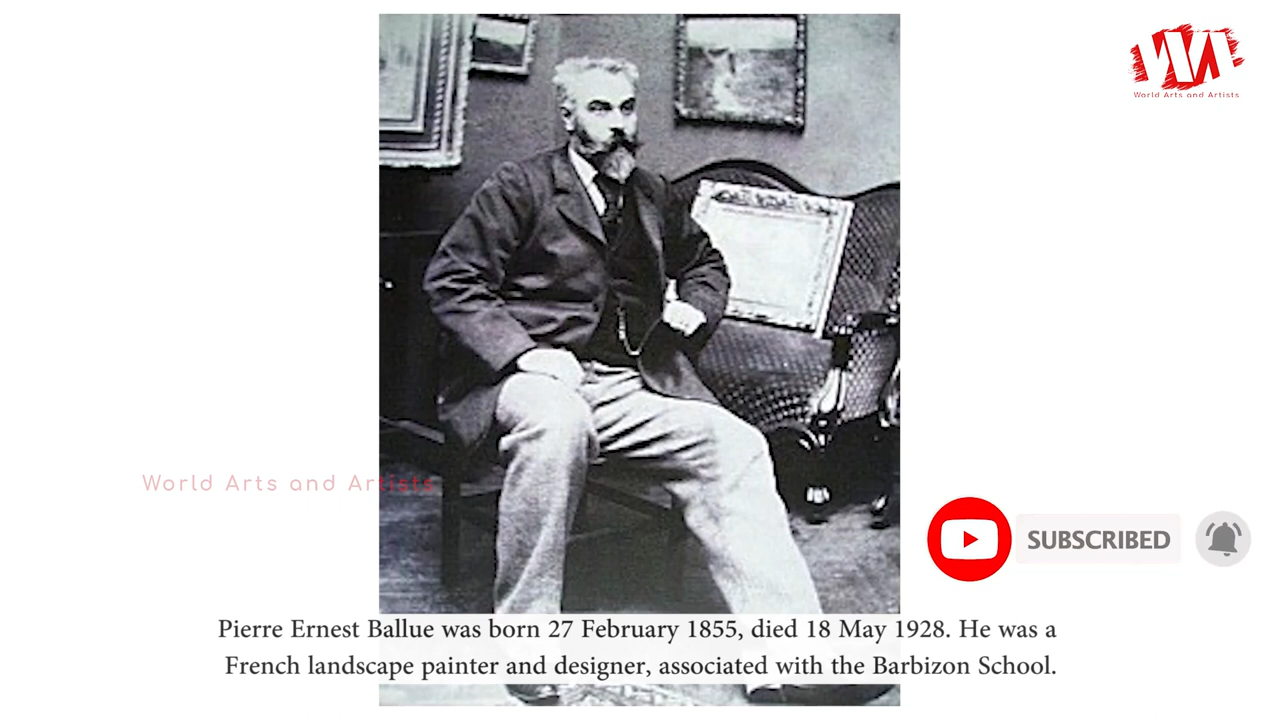 World Arts and Artists
World Arts and Artists
SUBSCRIBED
Pierre Ernest Ballue was born 27 February 1855, died 18 May 1928. He was a
French landscape painter and designer, associated with the Barbizon School.